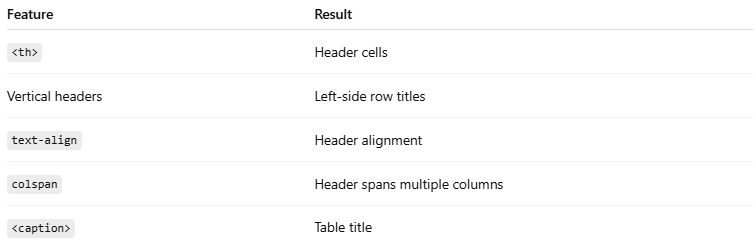 Feature Result
<th> Header cells
Vertical headers Left-side row titles
text-align Header alignment
colspan Header spans multiple columns
<caption> Table title